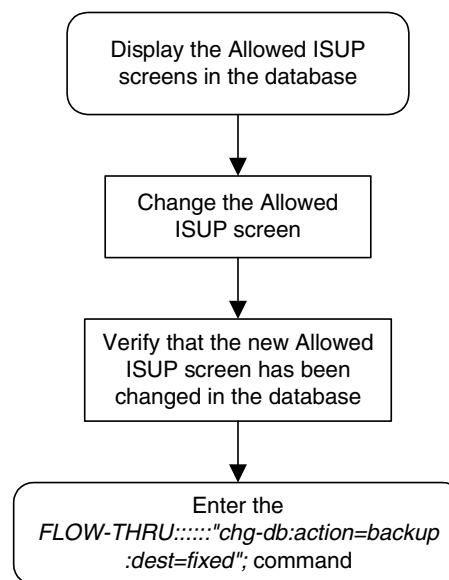 Display the Allowed ISUP
screens in the database
Change the Allowed
ISUP screen
Verify that the new Allowed
ISUP screen has been
changed in the database
Enter the
FLOW-THRU::::::"chg-db:action=backup
:dest=fixed"; command